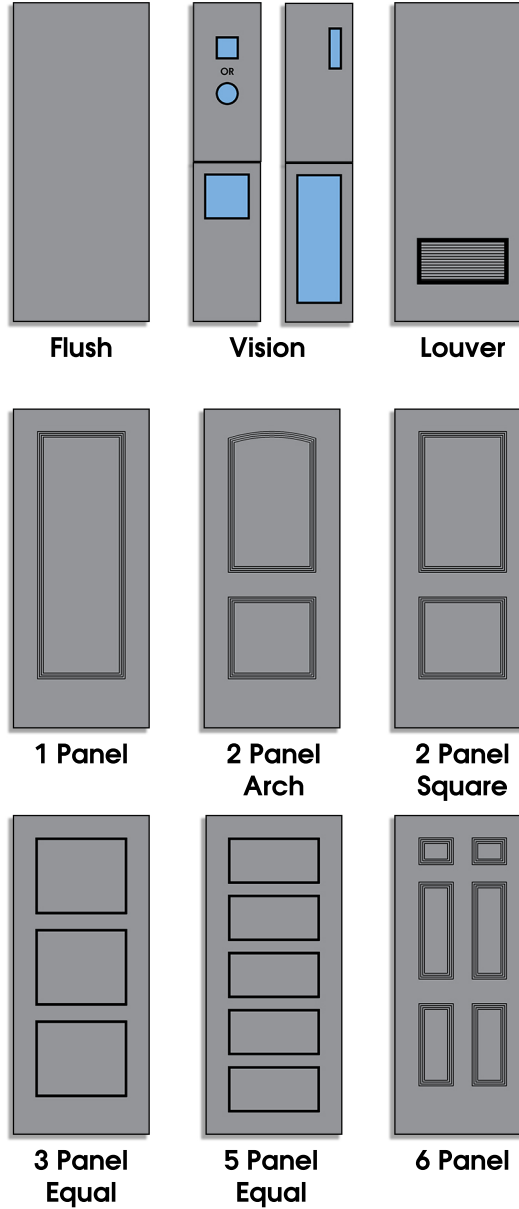 OR
Flush
Vision
Louver
1 Panel
2 Panel
Arch
2 Panel
Square
3 Panel
Equal
5 Panel
Equal
6 Panel